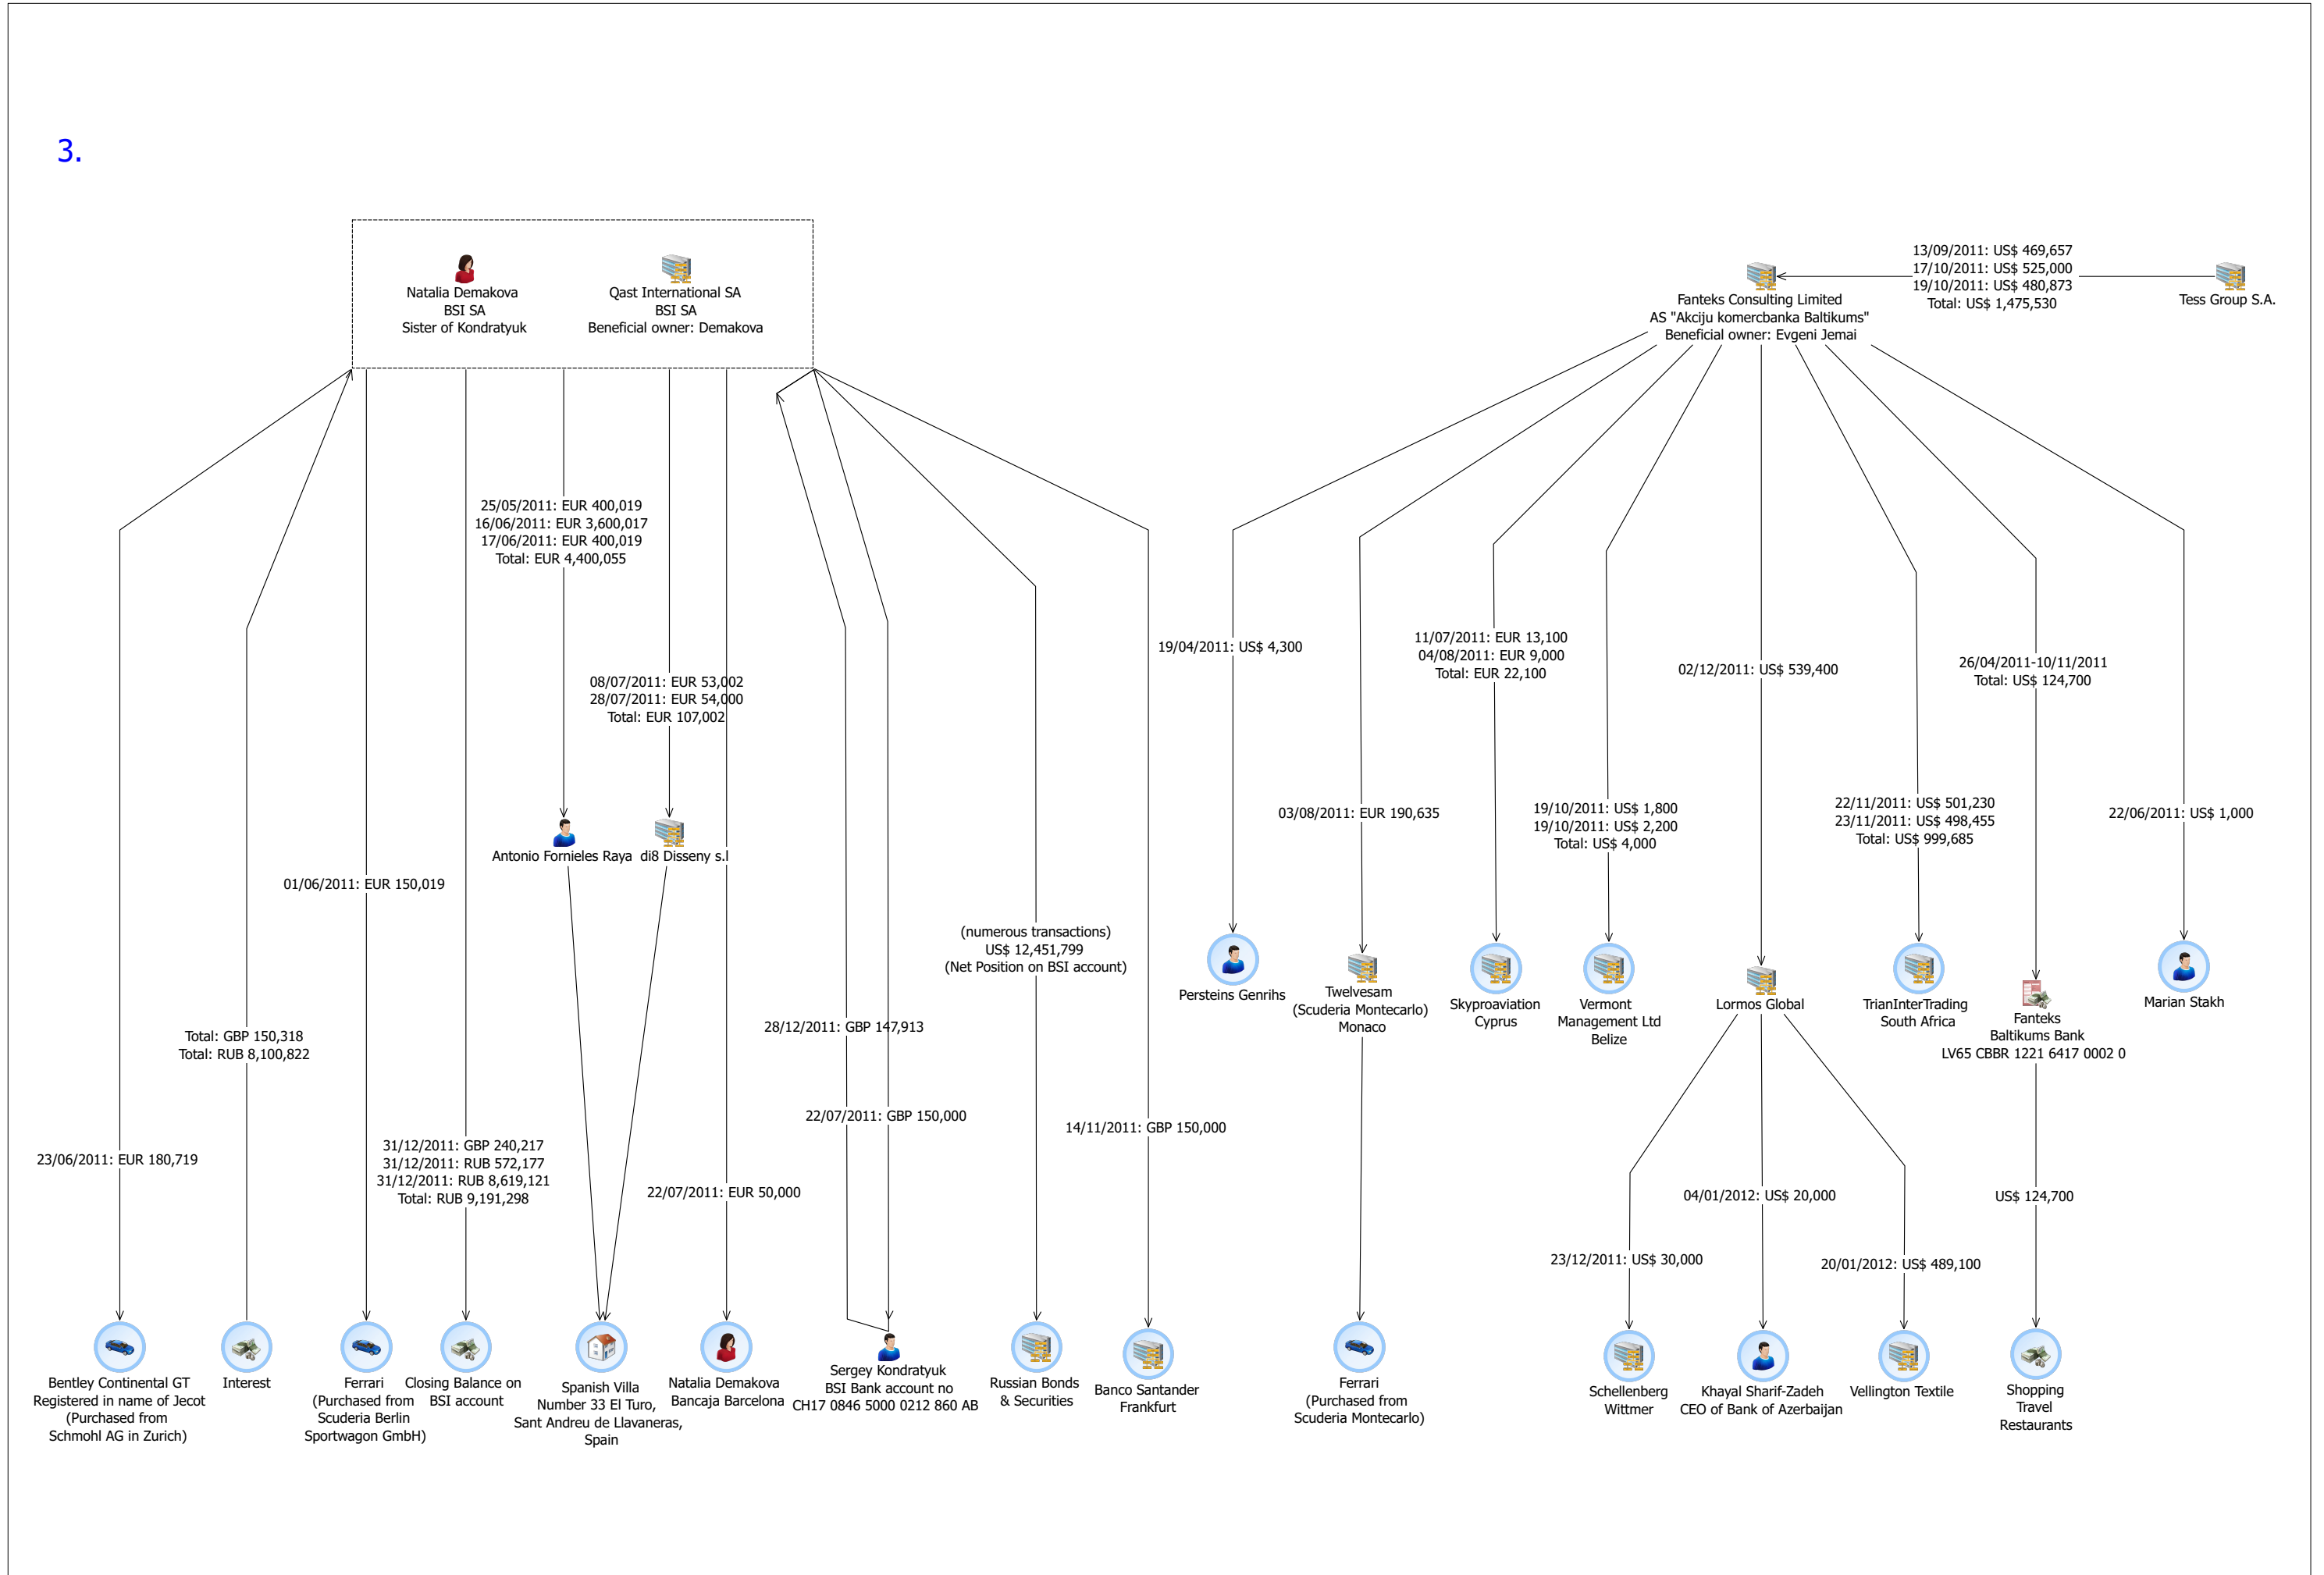 3.
Natalia Demakova
BSI SA
Sister of Kondratyuk
Qast International SA
BSI SA
Beneficial owner: Demakova
Fanteks Consulting Limited
AS "Akciju komercbanka Baltikums"
Beneficial owner: Evgeni Jemai
13/09/2011: US$ 469,657
17/10/2011: US$ 525,000
19/10/2011: US$ 480,873
Total: US$ 1,475,530
Tess Group S.A.
25/05/2011: EUR 400,019
16/06/2011: EUR 3,600,017
17/06/2011: EUR 400,019
Total: EUR 4,400,055
08/07/2011: EUR 53,002
28/07/2011: EUR 54,000
Total: EUR 107,002
19/04/2011: US$ 4,300
11/07/2011: EUR 13,100
04/08/2011: EUR 9,000
Total: EUR 22,100
02/12/2011: US$ 539,400
26/04/2011-10/11/2011
Total: US$ 124,700
03/08/2011: EUR 190,635
19/10/2011: US$ 1,800
19/10/2011: US$ 2,200
Total: US$ 4,000
22/11/2011: US$ 501,230
23/11/2011: US$ 498,455
Total: US$ 999,685
22/06/2011: US$ 1,000
Antonio Fornieles Raya
di8 Disseny s.l
01/06/2011: EUR 150,019
(numerous transactions)
US$ 12,451,799
(Net Position on BSI account)
Persteins Genrihs
Twelvesam
(Scuderia Montecarlo)
Monaco
Skyproaviation
Cyprus
Vermont
Management Ltd
Belize
Lormos Global
TrianInterTrading
South Africa
Fanteks
Baltikums Bank
LV65 CBBR 1221 6417 0002 0
Marian Stakh
Total: GBP 150,318
Total: RUB 8,100,822
28/12/2011: GBP 147,913
22/07/2011: GBP 150,000
14/11/2011: GBP 150,000
23/06/2011: EUR 180,719
31/12/2011: GBP 240,217
31/12/2011: RUB 572,177
31/12/2011: RUB 8,619,121
Total: RUB 9,191,298
22/07/2011: EUR 50,000
04/01/2012: US$ 20,000
US$ 124,700
23/12/2011: US$ 30,000
20/01/2012: US$ 489,100
Bentley Continental GT
Registered in name of Jecot
(Purchased from
Schmohl AG in Zurich)
Interest
Ferrari
(Purchased from
Scuderia Berlin
Sportwagon GmbH)
Closing Balance on
BSI account
Spanish Villa
Number 33 El Turo,
Sant Andreu de Llavaneras,
Spain
Natalia Demakova
Bancaja Barcelona
Sergey Kondratyuk
BSI Bank account no
CH17 0846 5000 0212 860 AB
Russian Bonds
& Securities
Banco Santander
Frankfurt
Ferrari
(Purchased from
Scuderia Montecarlo)
Schellenberg
Wittmer
Khayal Sharif-Zadeh
CEO of Bank of Azerbaijan
Vellington Textile
Shopping
Travel
Restaurants